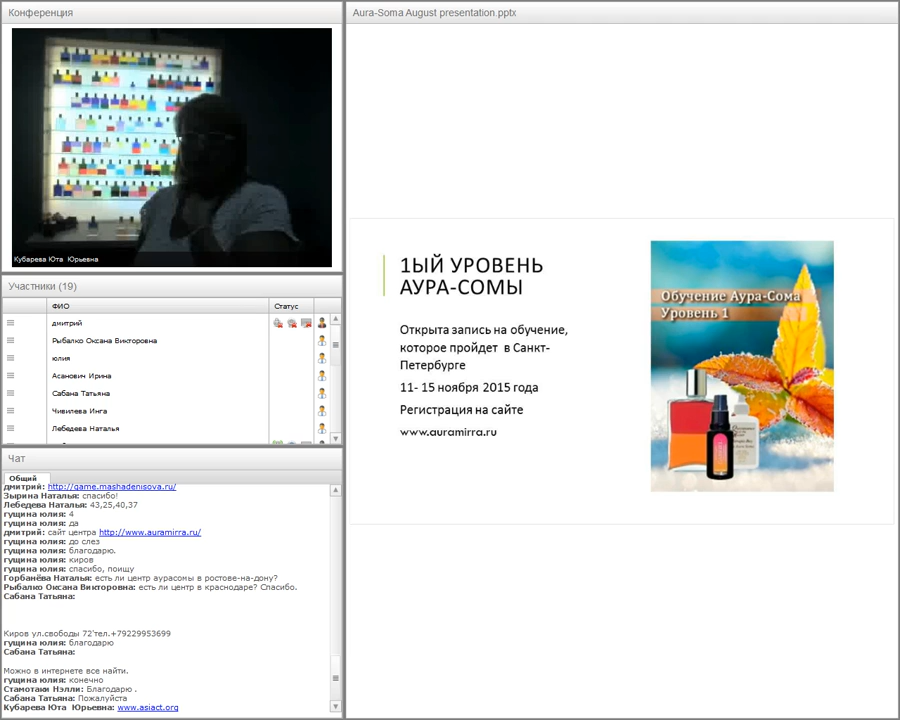 Конференция
Кубарева Юта Юрьевна
Участники (19)
ФИО
Статус
дмитрий
Рыбалко Оксана Викторовна
юлия
Асанович Ирина
Сабана Татьяна
Чивилева Инга
Лебедева Наталья
Чат
Общий
дмитрий: http://game.mashadenisova.ru/
Зырина Наталья: спасибо!
Лебедева Наталья: 43,25,40,37
гущина юлия: 4
гущина юлия: да
дмитрий: сайт центра http://www.auramirra.ru/
гущина юлия: до слез
гущина юлия: благодарю.
гущина юлия: киров
гущина юлия: спасибо, поищу
Горбанёва Наталья: есть ли центр аурасомы в ростове-на-дону?
Рыбалко Оксана Викторовна: есть ли центр в краснодаре? Спасибо.
Сабана Татьяна:
Киров ул.свободы 72'тел.+79229953699
гущина юлия: благодарю
Сабана Татьяна:
Можно в интернете все найти.
гущина юлия: конечно
Стамотаки Нэлли: Благодарю .
Сабана Татьяна: Пожалуйста
Кубарева Юта Юрьевна: www.asiact.org
Aura-Soma August presentation.pptx
1ЫЙ УРОВЕНЬ
АУРА-СОМЫ
Открыта запись на обучение,
которое пройдет в Санкт-
Петербурге
11- 15 ноября 2015 года
Регистрация на сайте
www.auramirra.ru
Обучение Аура-Сома
Уровень 1